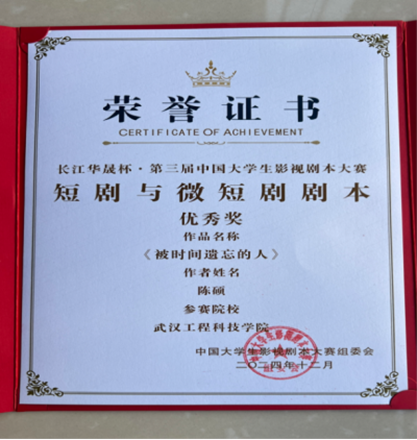 荣誉证书
CERTIFICATE OF ACHIEVEMENT
长江华晟杯·第三届中国大学生影视剧本大赛
短剧与微短剧剧本
优秀奖
作品名称
《被时间遗忘的人》
作者姓名
陈硕
参赛院校
武汉工程科技学院
中国大学生影视剧本大赛组委会
二〇二四年十二月